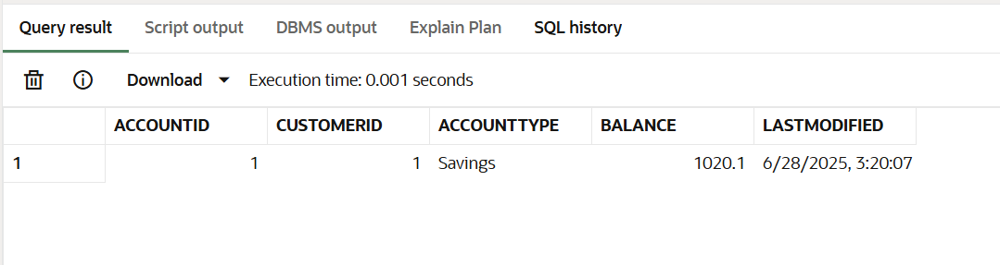 Query result Script output DBMS output Explain Plan SQL history
Download Execution time: 0.001 seconds
ACCOUNTID CUSTOMERID ACCOUNTTYPE BALANCE LASTMODIFIED
1 1 1 Savings 1020.1 6/28/2025, 3:20:07